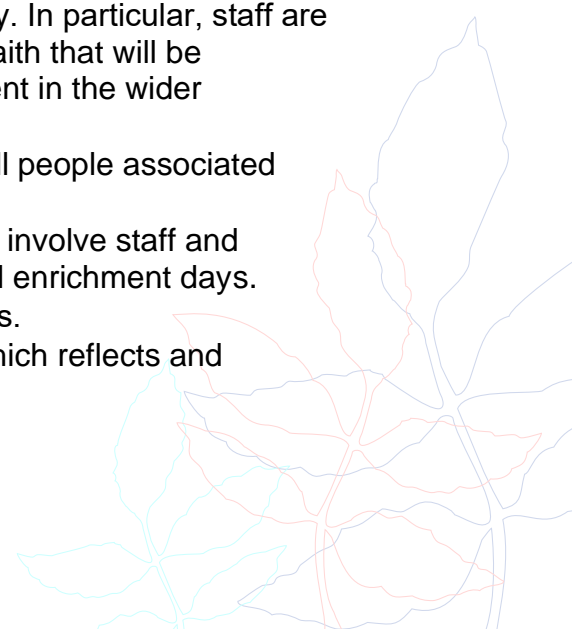 y. In particular, staff are
aith that will be
ent in the wider
ll people associated
involve staff and
l enrichment days.
s.
hich reflects and